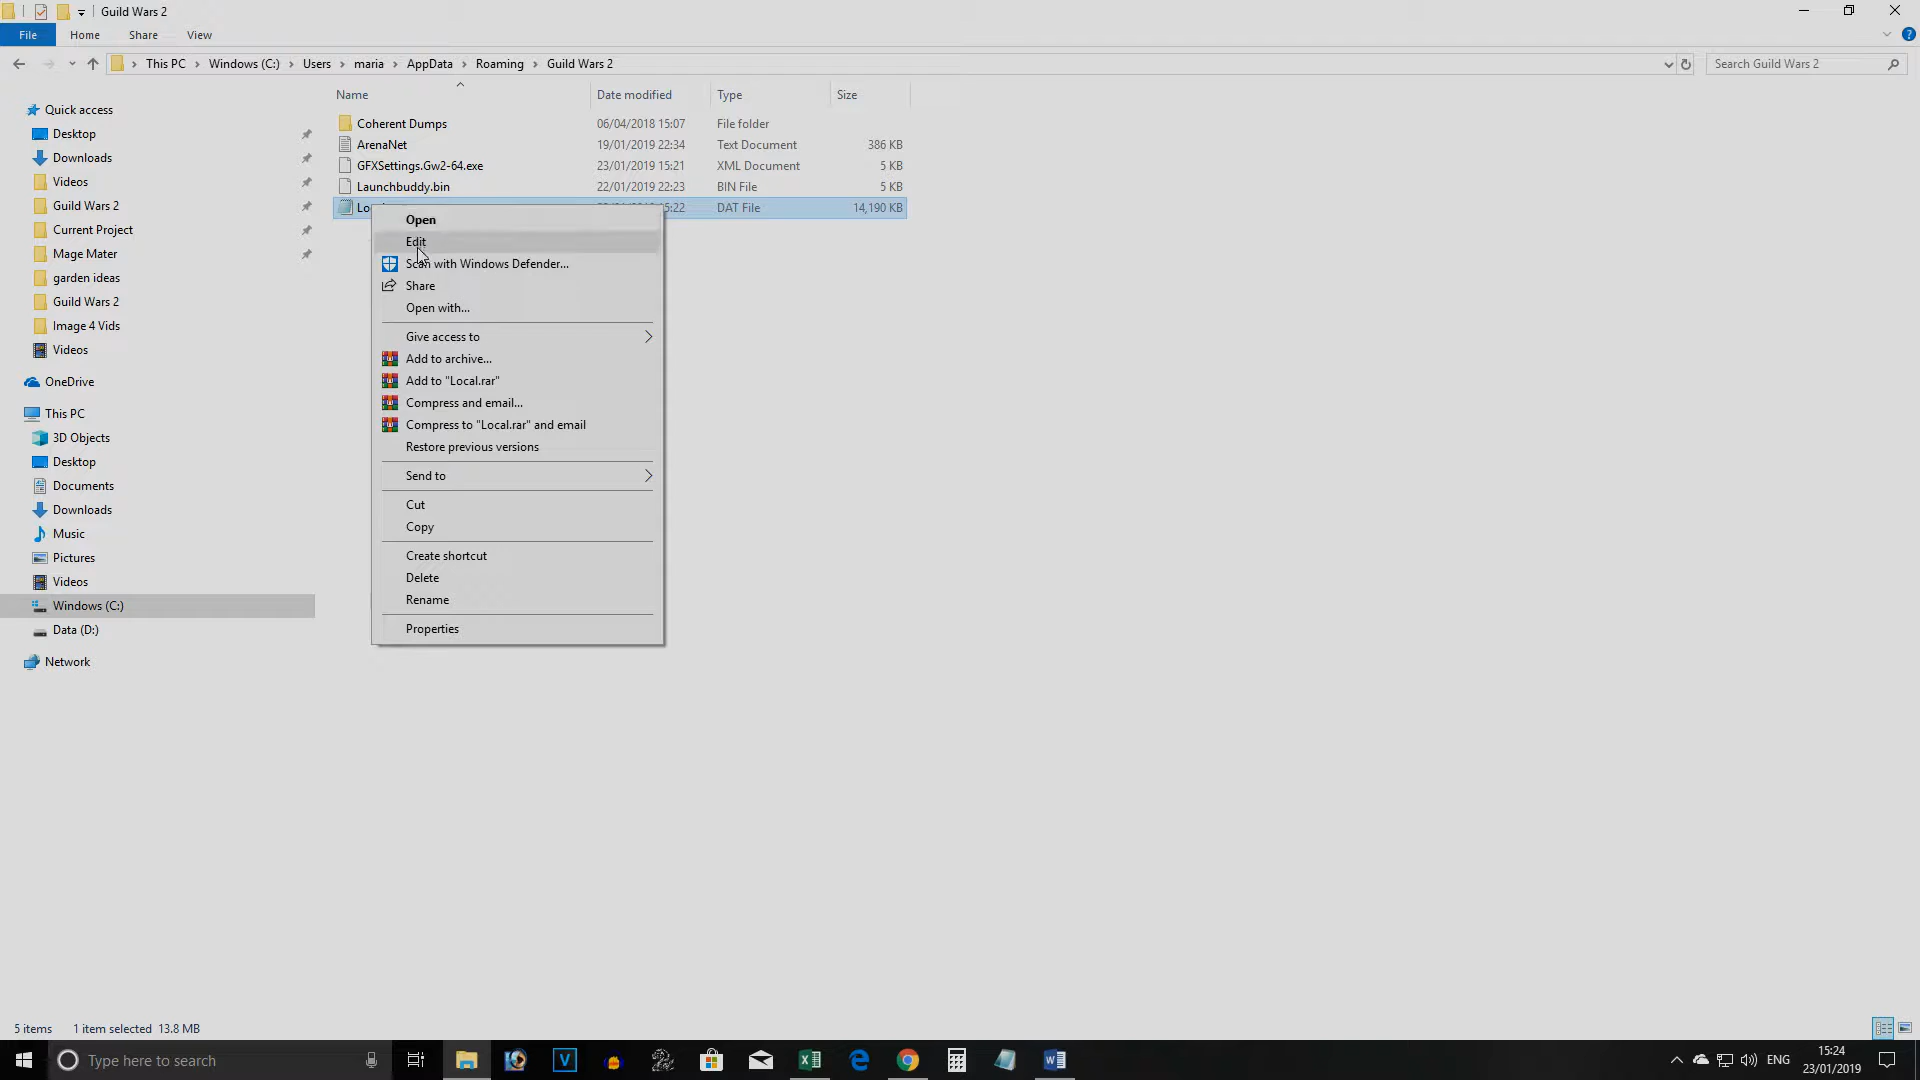 Guild Wars 2
File Home Share View
This PC Windows (C:) Users maria AppData Roaming Guild Wars 2
Search Guild Wars 2
Name Date modified Type Size
Quick access
Desktop
Downloads
Videos
Guild Wars 2
Current Project
Mage Mater
garden ideas
Guild Wars 2
Image 4 Vids
Videos
OneDrive
This PC
3D Objects
Desktop
Documents
Downloads
Music
Pictures
Videos
Windows (C:)
Data (D:)
Network
Coherent Dumps 06/04/2018 15:07 File folder
ArenaNet 19/01/2019 22:34 Text Document 386 KB
GFXSettings.Gw2-64.exe 23/01/2019 15:21 XML Document 5 KB
Launchbuddy.bin 22/01/2019 22:23 BIN File 5 KB
DAT File 14,190 KB
Open
Edit
Scan with Windows Defender...
Share
Open with...
Give access to
Add to archive...
Add to "Local.rar"
Compress and email...
Compress to "Local.rar" and email
Restore previous versions
Send to
Cut
Copy
Create shortcut
Delete
Rename
Properties
5 items 1 item selected 13.8 MB
Type here to search
ENG
15:24
23/01/2019